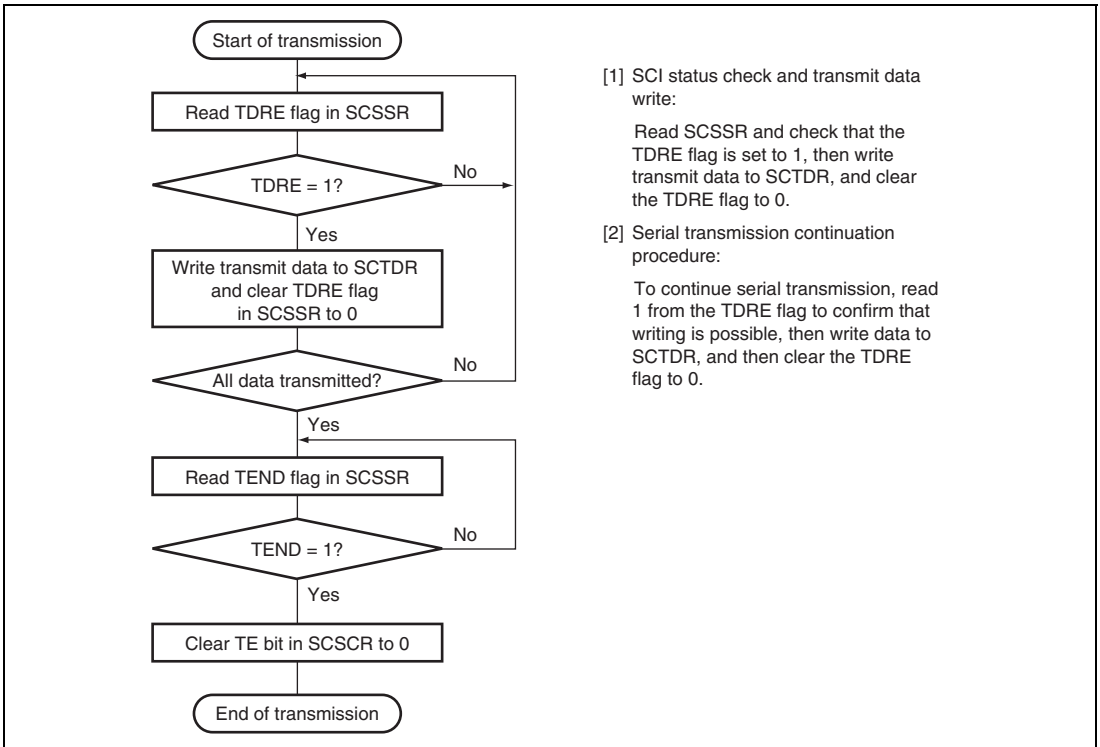 Start of transmission
Read TDRE flag in SCSSR
TDRE = 1?
No
Yes
Write transmit data to SCTDR
and clear TDRE flag
in SCSSR to 0
All data transmitted?
No
Yes
Read TEND flag in SCSSR
TEND = 1?
No
Yes
Clear TE bit in SCSCR to 0
End of transmission
[1] SCI status check and transmit data
write:
Read SCSSR and check that the
TDRE flag is set to 1, then write
transmit data to SCTDR, and clear
the TDRE flag to 0.
[2] Serial transmission continuation
procedure:
To continue serial transmission, read
1 from the TDRE flag to confirm that
writing is possible, then write data to
SCTDR, and then clear the TDRE
flag to 0.